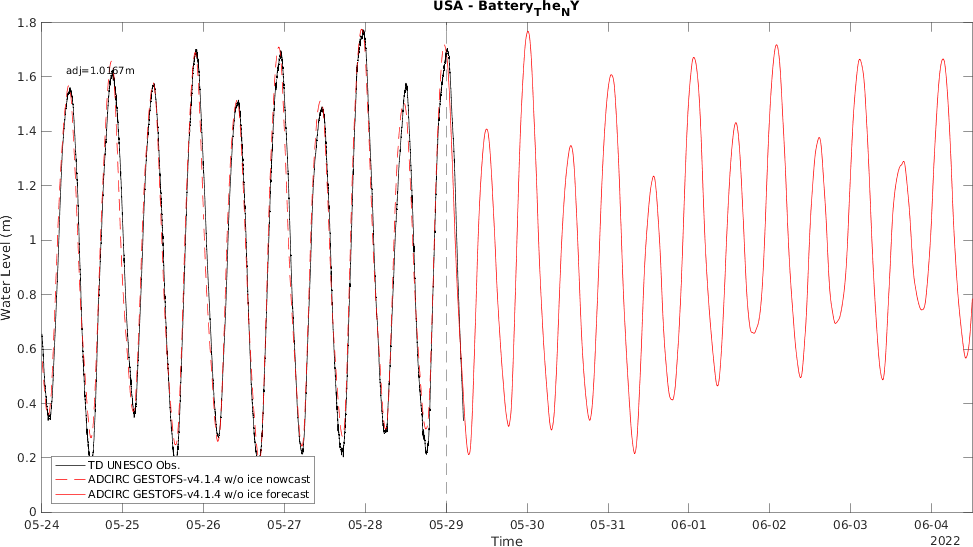 USA - Battery_The_NY
1.8
adj=1.0167m
1.6
1.4
1.2
1
0.8
0.6
0.4
0.2
0
Water Level (m)
TD UNESCO Obs.
ADCIRC GESTOFS-v4.1.4 w/o ice nowcast
ADCIRC GESTOFS-v4.1.4 w/o ice forecast
05-24 05-25 05-26 05-27 05-28 05-29 05-30 05-31 06-01 06-02 06-03 06-04
Time
2022